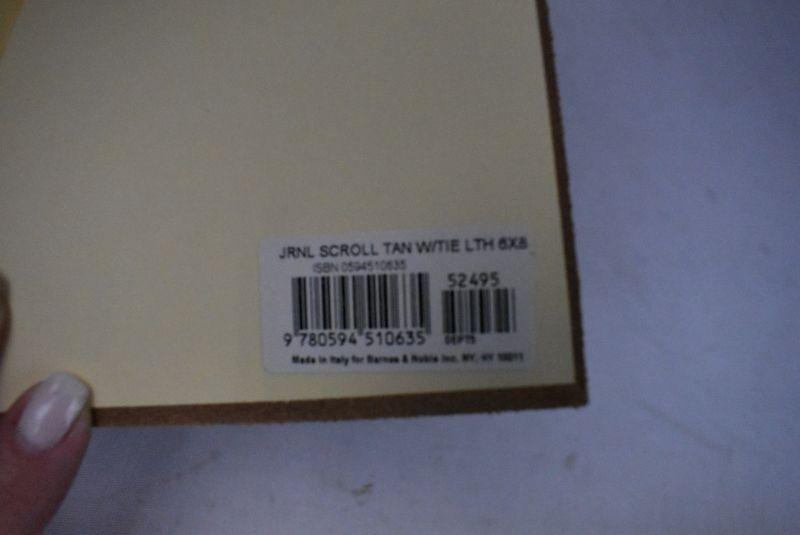 JRNL SCROLL TAN W/TIE LTH 6X8
ISBN 0594510635
52495
9 780594 510635
DEPT5
Made in Italy for Barnes & Noble Inc. NY, NY 10011